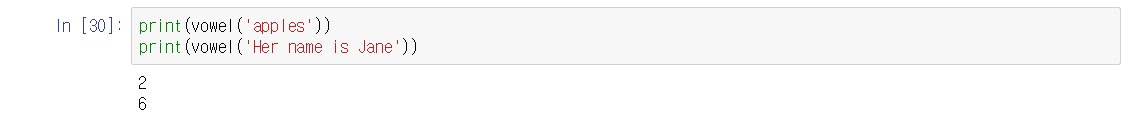 In [30]: print(vowel('apples'))
print(vowel('Her name is Jane'))
2
6